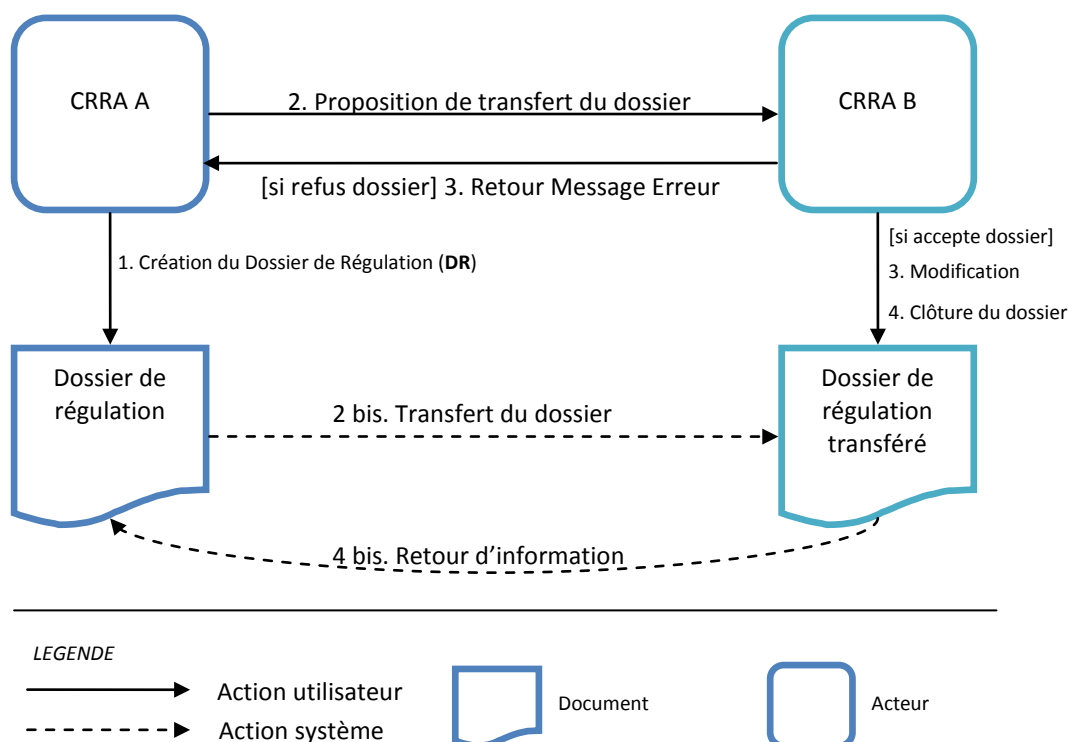 CRRA A
2. Proposition de transfert du dossier
CRRA B
[si refus dossier] 3. Retour Message Erreur
1. Création du Dossier de Régulation (DR)
[si accepte dossier]
3. Modification
4. Clôture du dossier
Dossier de
régulation
2 bis. Transfert du dossier
Dossier de
régulation
transféré
4 bis. Retour d’information
LEGENDE
Action utilisateur
Action système
Document
Acteur